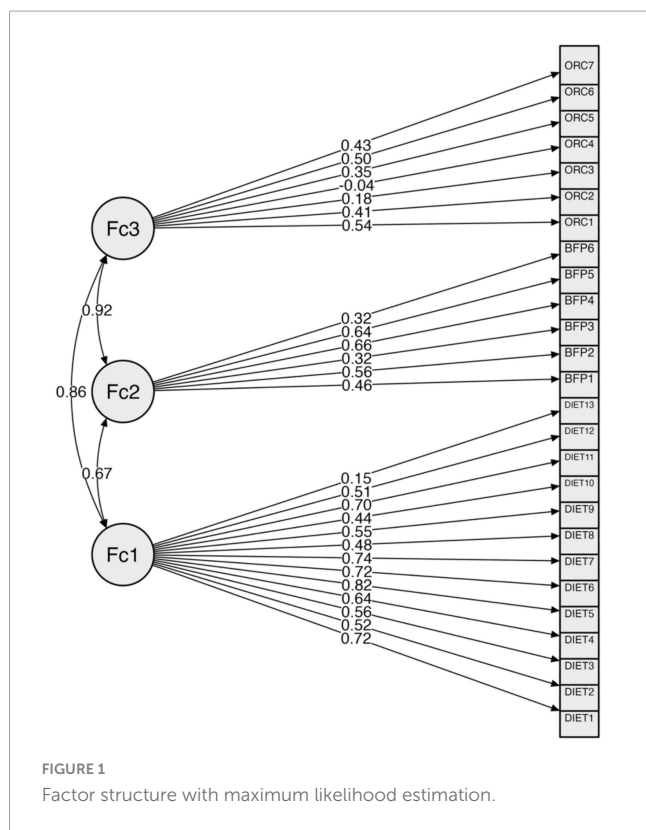 ORC7
ORC6
ORC5
ORC4
ORC3
ORC2
ORC1
BFP6
BFP5
BFP4
BFP3
BFP2
BFP1
DIET13
DIET12
DIET11
DIET10
DIET9
DIET8
DIET7
DIET6
DIET5
DIET4
DIET3
DIET2
DIET1
0.43
0.50
0.35
-0.04
0.18
0.41
0.54
Fc3
0.92
0.32
0.64
0.66
0.32
0.56
0.46
0.86
Fc2
0.67
0.15
0.51
0.70
0.44
0.55
0.48
0.74
0.72
0.82
0.64
0.56
0.52
0.72
Fc1
FIGURE 1
Factor structure with maximum likelihood estimation.